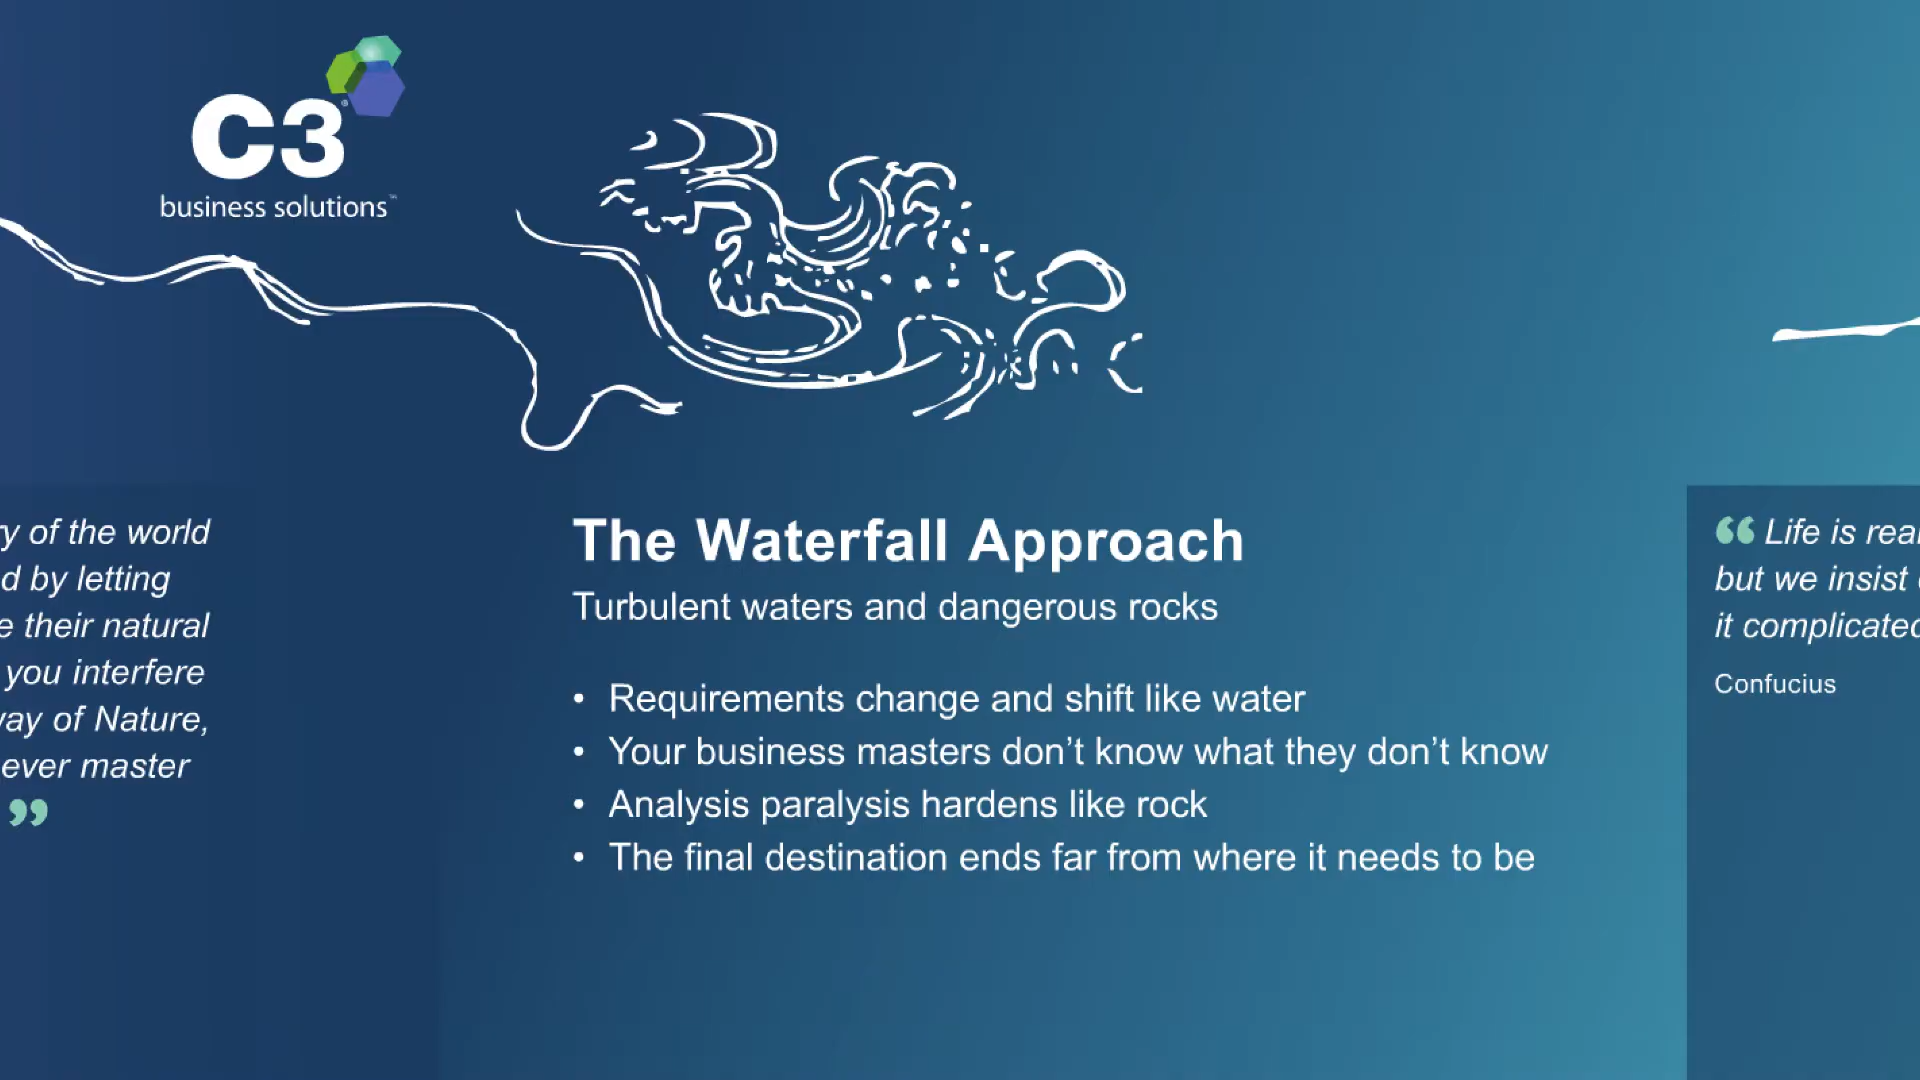 C3®
business solutions™
y of the world
d by letting
e their natural
you interfere
way of Nature,
ever master
”
The Waterfall Approach
Turbulent waters and dangerous rocks
• Requirements change and shift like water
• Your business masters don’t know what they don’t know
• Analysis paralysis hardens like rock
• The final destination ends far from where it needs to be
“ Life is rea
but we insist
it complicated
Confucius